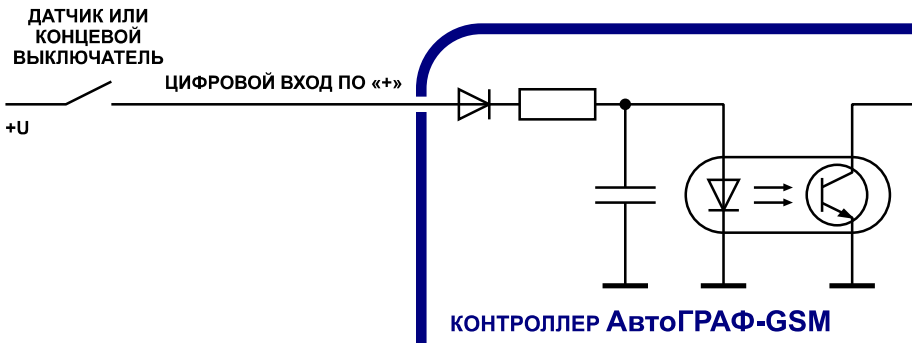 ДАТЧИК ИЛИ
КОНЦЕВОЙ
ВЫКЛЮЧАТЕЛЬ
ЦИФРОВОЙ ВХОД ПО «+»
+U
КОНТРОЛЛЕР АвтоГРАФ-GSM